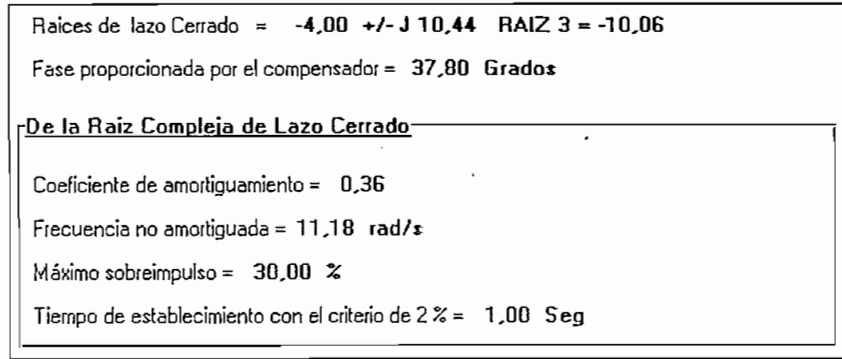 Raices de lazo Cerrado = -4,00 +/- J 10,44 RAIZ 3 = -10,06
Fase proporcionada por el compensador = 37,80 Grados
De la Raiz Compleja de Lazo Cerrado
Coeficiente de amortiguamiento = 0,36
Frecuencia no amortiguada = 11,18 rad/s
Máximo sobreimpulso = 30,00 %
Tiempo de establecimiento con el criterio de 2 % = 1,00 Seg